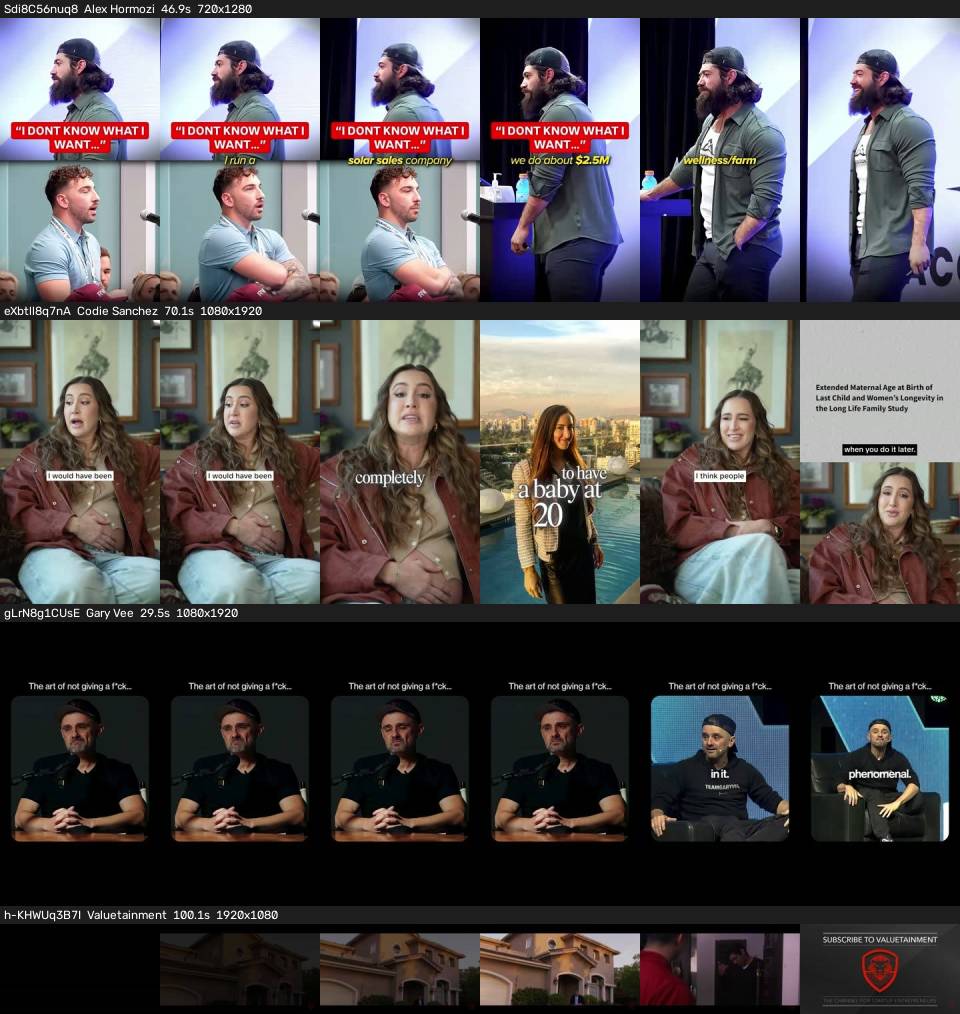 Sdi8C56nuq8 Alex Hormozi 46.9s 720x1280
“I DONT KNOW WHAT I
WANT...”
“I DONT KNOW WHAT I
WANT...”
I run a
“I DONT KNOW WHAT I
WANT...”
solar sales company
“I DONT KNOW WHAT I
WANT...”
we do about $2.5M
wellness/farm
ACC
eXbtIl8q7nA Codie Sanchez 70.1s 1080x1920
I would have been
I would have been
completely
to have
a baby at
20
I think people
Extended Maternal Age at Birth of
Last Child and Women's Longevity in
the Long Life Family Study
when you do it later.
gLrN8g1CUsE Gary Vee 29.5s 1080x1920
The art of not giving a f*ck...
The art of not giving a f*ck...
The art of not giving a f*ck...
The art of not giving a f*ck...
The art of not giving a f*ck...
in it.
The art of not giving a f*ck...
phenomenal.
h-KHWUq3B7I Valuetainment 100.1s 1920x1080
SUBSCRIBE TO VALUETAINMENT
THE CHANNEL FOR STARTUP ENTREPRENEURS